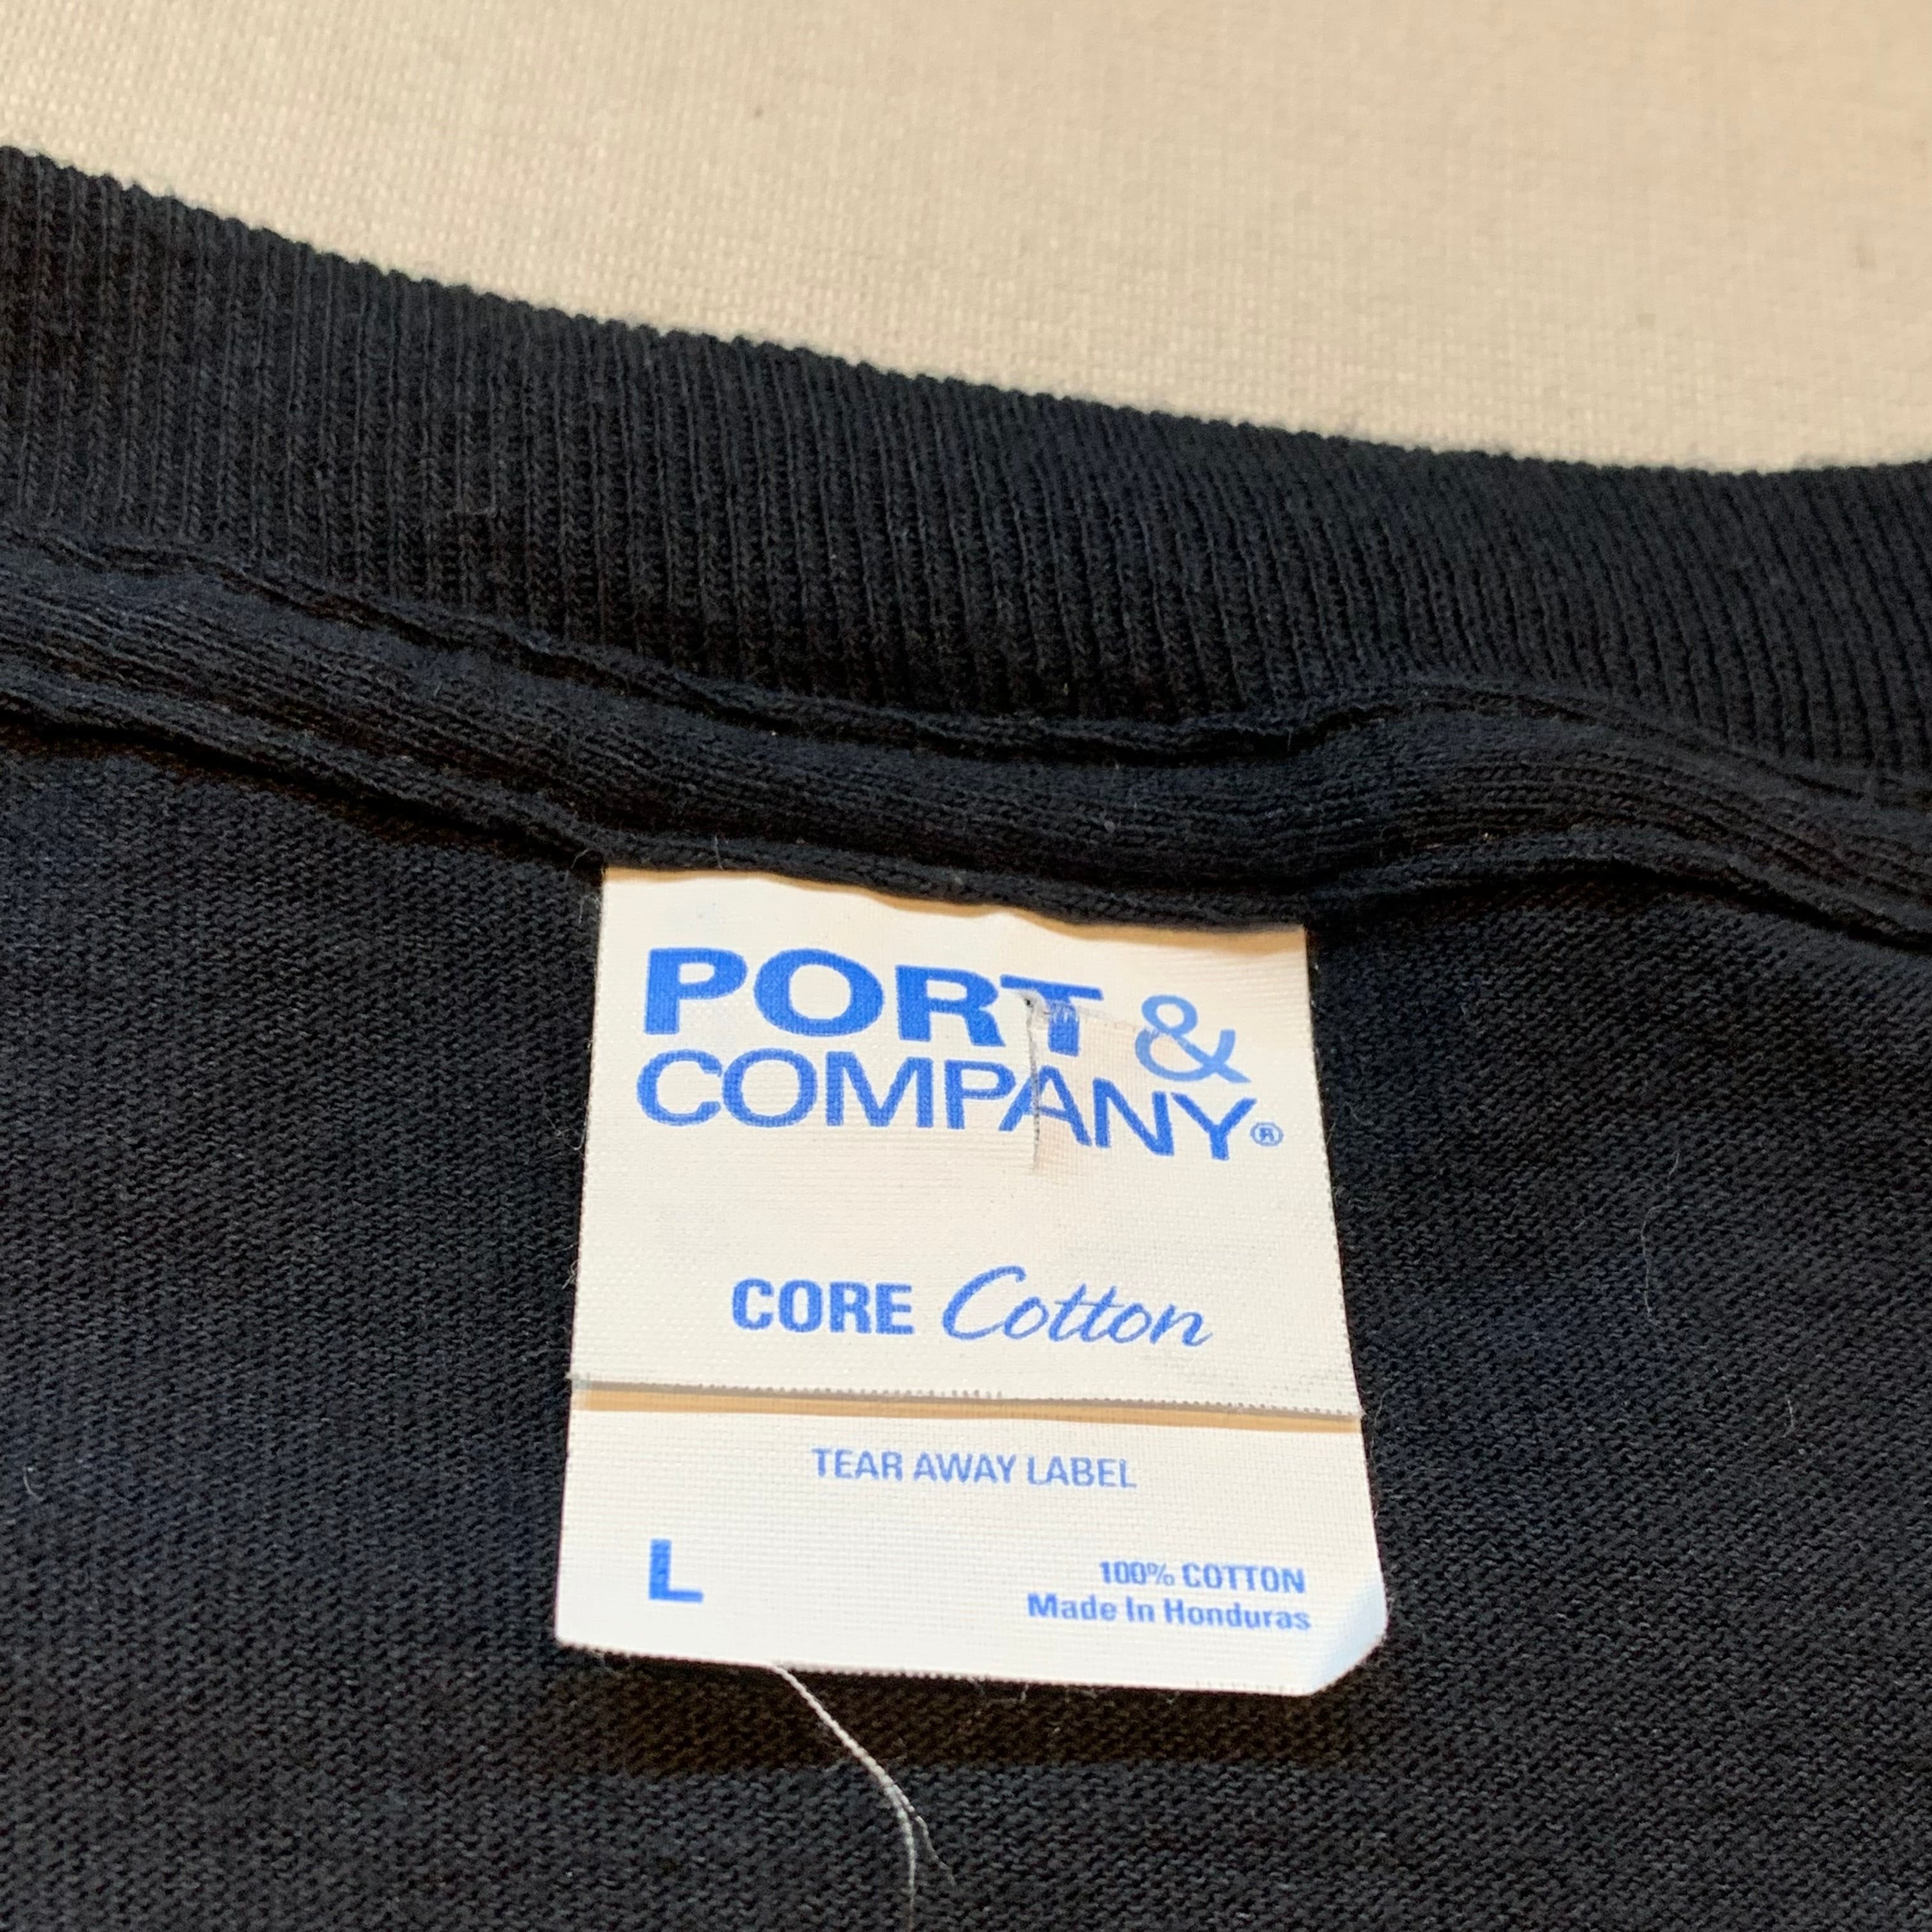 PORT &
COMPANY®
CORE Cotton
TEAR AWAY LABEL
L
100% COTTON
Made In Honduras